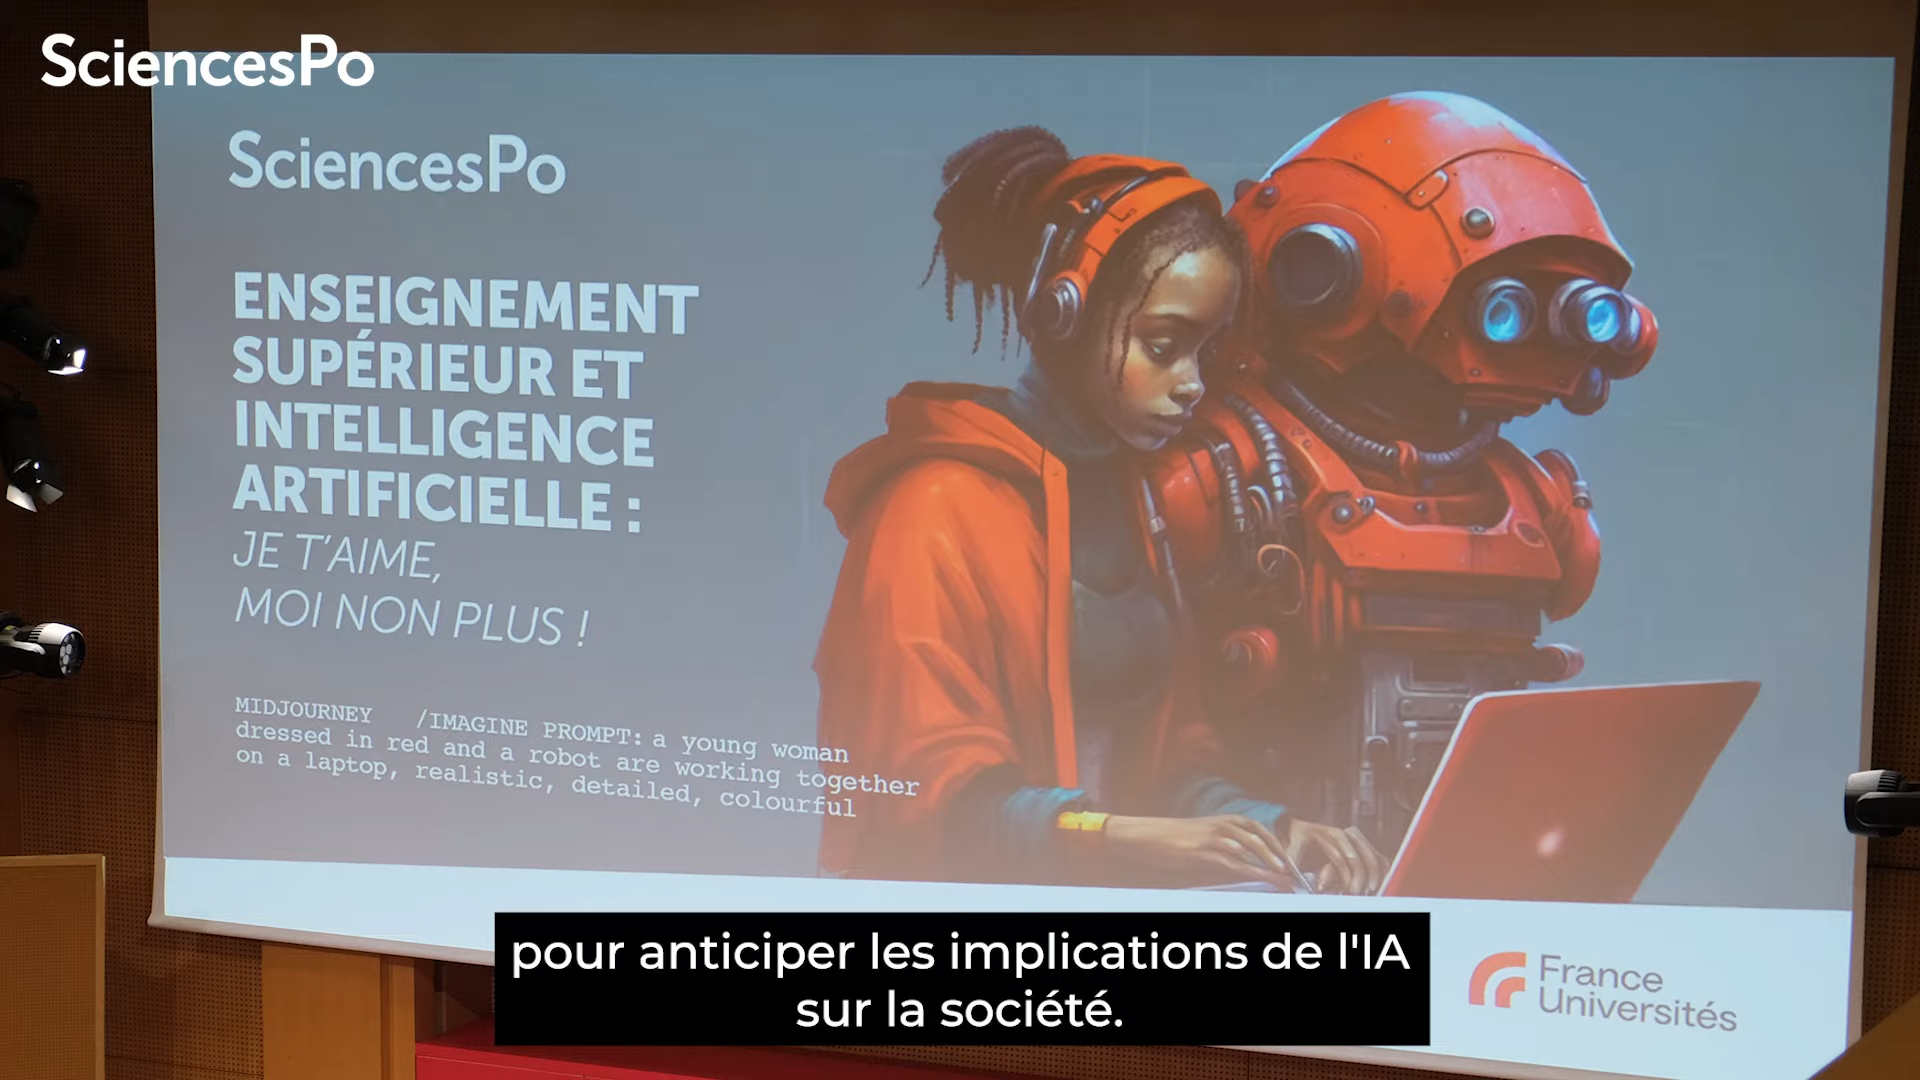 SciencesPo
SciencesPo
ENSEIGNEMENT
SUPÉRIEUR ET
INTELLIGENCE
ARTIFICIELLE :
JE T'AIME,
MOI NON PLUS !
MIDJOURNEY /IMAGINE PROMPT: a young woman
dressed in red and a robot are working together
on a laptop, realistic, detailed, colourful
pour anticiper les implications de l'IA
sur la société.
France
Universités